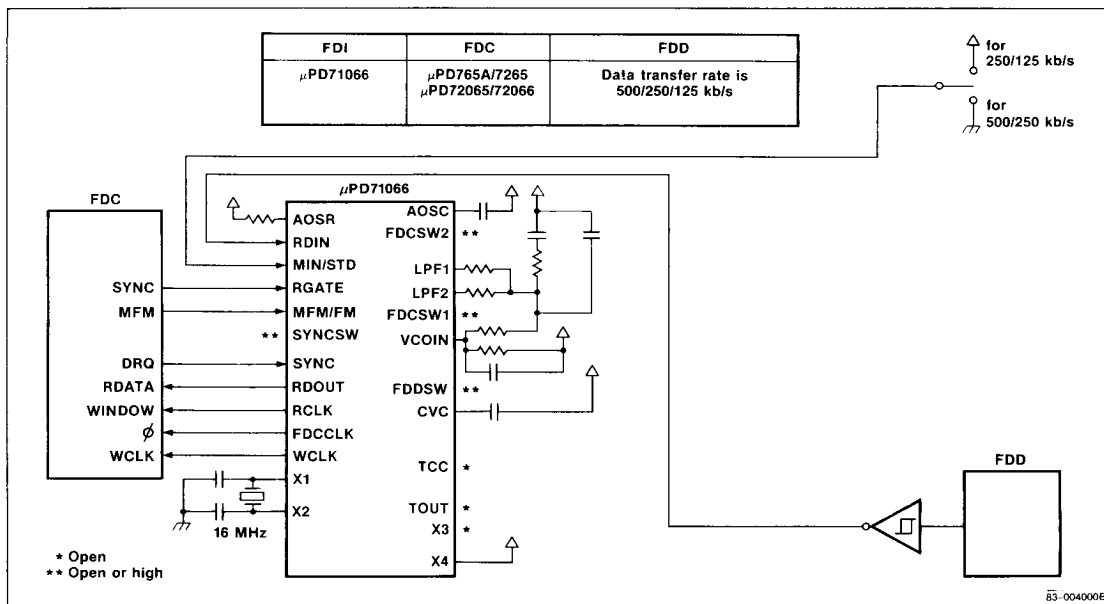 FDI FDC FDD
μPD71066 μPD765A/7265 Data transfer rate is
μPD72065/72066 500/250/125 kb/s
for
250/125 kb/s
for
500/250 kb/s
FDC
SYNC
MFM
DRQ
RDATA
WINDOW
ϕ
WCLK
μPD71066
AOSR
RDIN
MIN/STD
RGATE
MFM/FM
** SYNCSW
SYNC
RDOUT
RCLK
FDCCLK
WCLK
X1
X2
16 MHz
AOSC
FDCSW2 **
LPF1
LPF2
FDCSW1 **
VCOIN
FDDSW **
CVC
TCC *
TOUT *
X3 *
X4
FDD
* Open
** Open or high
83-004000B